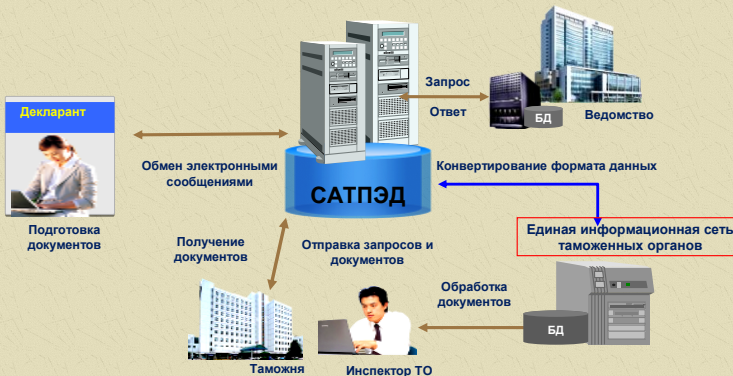 Декларант
Подготовка
документов
Обмен электронными
сообщениями
САТПЭД
Запрос
Ответ
БД
Ведомство
Конвертирование формата данных
Единая информационная сеть
таможенных органов
Получение
документов
Отправка запросов и
документов
Обработка
документов
БД
Таможня
Инспектор ТО